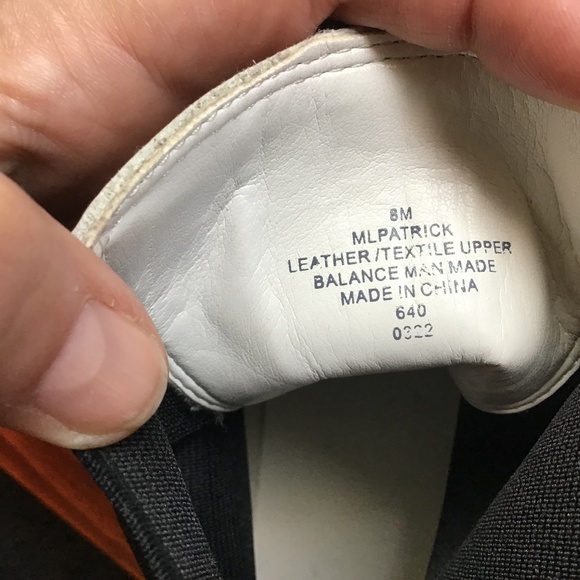 8M
MLPATRICK
LEATHER/TEXTILE UPPER
BALANCE MAN MADE
MADE IN CHINA
640
0322